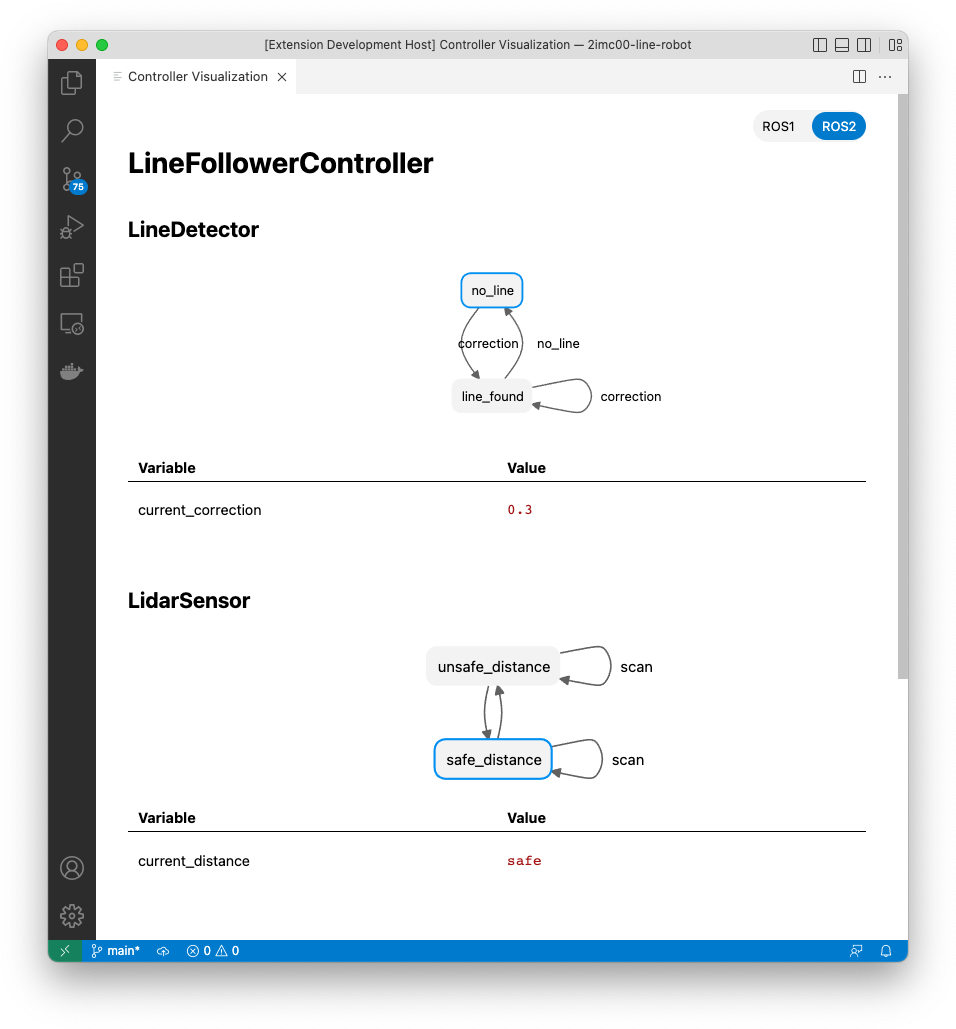 [Extension Development Host] Controller Visualization — 2imc00-line-robot
Controller Visualization
ROS1 ROS2
LineFollowerController
75
LineDetector
no_line
correction no_line
line_found correction
Variable Value
current_correction 0.3
LidarSensor
unsafe_distance scan
safe_distance scan
Variable Value
current_distance safe
main* 0 0